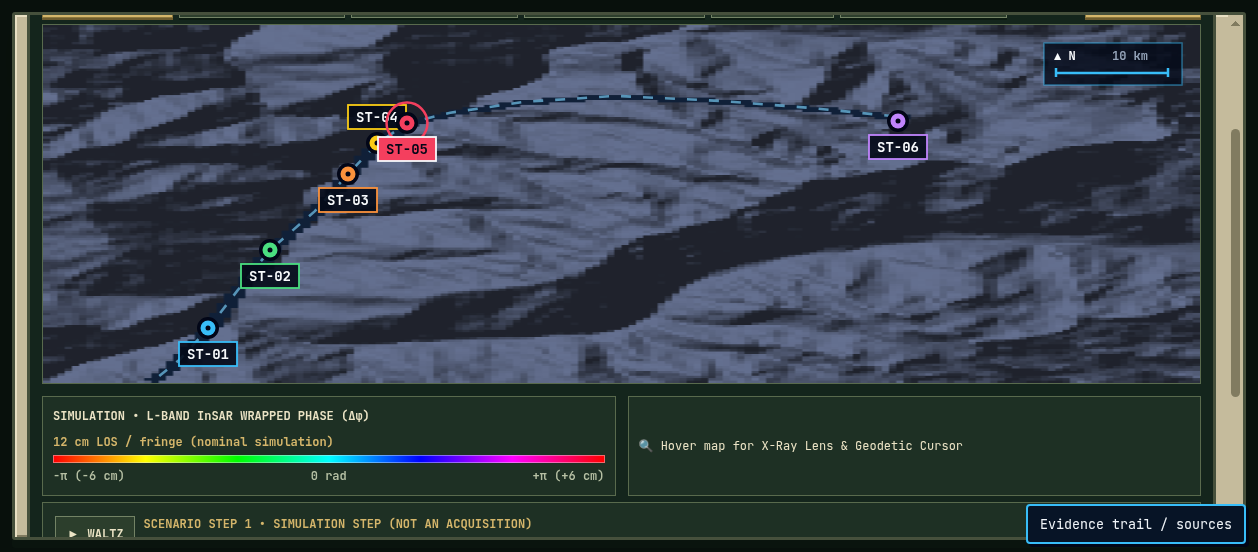 ▲ N 10 km
ST-04
ST-05
ST-06
ST-03
ST-02
ST-01
SIMULATION • L-BAND InSAR WRAPPED PHASE (Δφ)
12 cm LOS / fringe (nominal simulation)
-π (-6 cm) 0 rad +π (+6 cm)
🔍 Hover map for X-Ray Lens & Geodetic Cursor
▶ WALTZ
SCENARIO STEP 1 • SIMULATION STEP (NOT AN ACQUISITION)
Evidence trail / sources